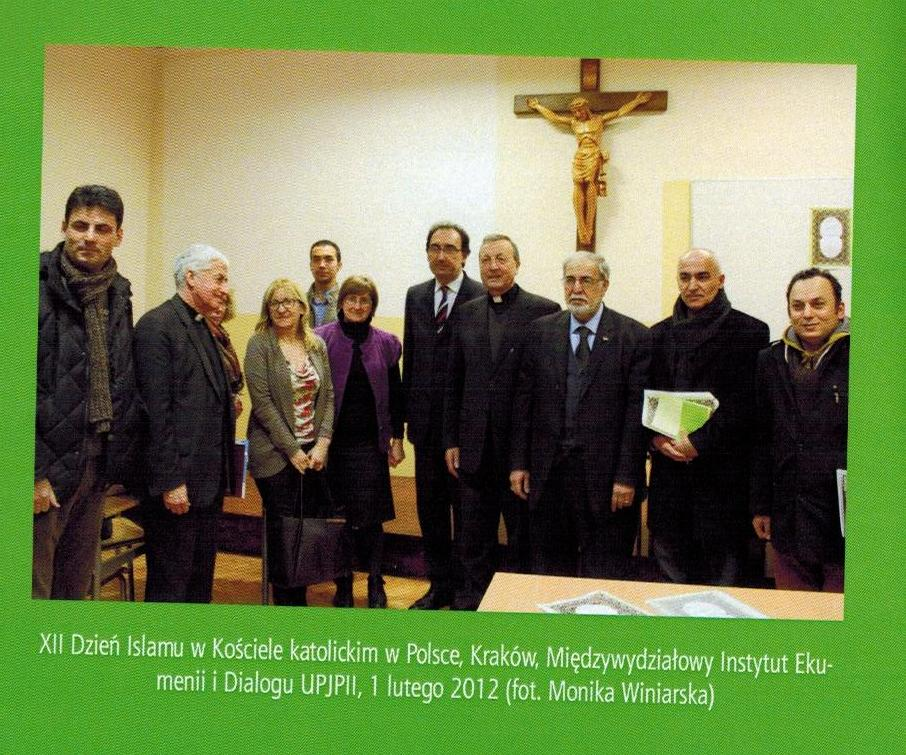 XII Dzień Islamu w Kościele katolickim w Polsce, Kraków, Międzywydziałowy Instytut Eku-
menii i Dialogu UPJPII, 1 lutego 2012 (fot. Monika Winiarska)